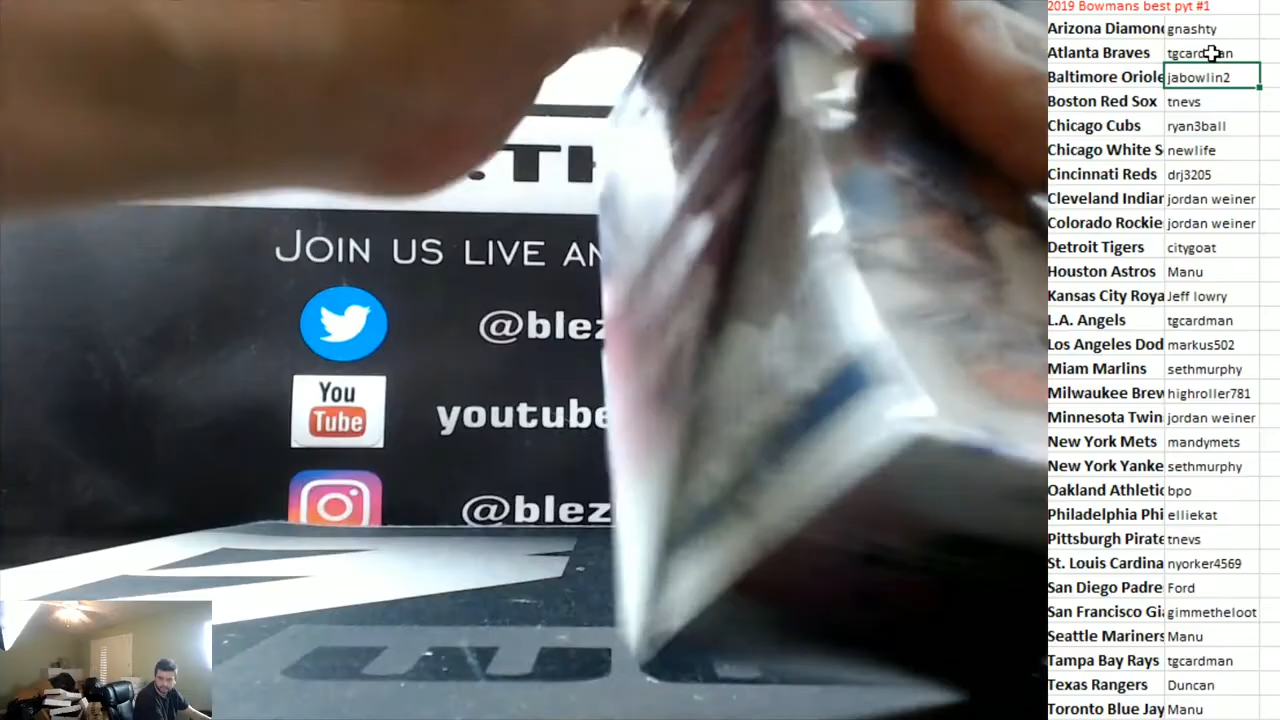 2019 Bowmans best pyt #1
Arizona Diamond gnashty
Atlanta Braves tgcardman
Baltimore Oriole jabowlin2
Boston Red Sox tnevs
Chicago Cubs ryan3ball
Chicago White S newlife
Cincinnati Reds drj3205
Cleveland Indian jordan weiner
Colorado Rockie jordan weiner
Detroit Tigers citygoat
Houston Astros Manu
Kansas City Roya Jeff lowry
L.A. Angels tgcardman
Los Angeles Dod markus502
Miam Marlins sethmurphy
Milwaukee Brew highroller781
Minnesota Twin jordan weiner
New York Mets mandymets
New York Yanke sethmurphy
Oakland Athletic bpo
Philadelphia Phi elliekat
Pittsburgh Pirate tnevs
St. Louis Cardina nyorker4569
San Diego Padre Ford
San Francisco Gia gimmetheloot
Seattle Mariners Manu
Tampa Bay Rays tgcardman
Texas Rangers Duncan
Toronto Blue Jay Manu
JOIN US LIVE AN
@blez
You Tube youtube
@blez